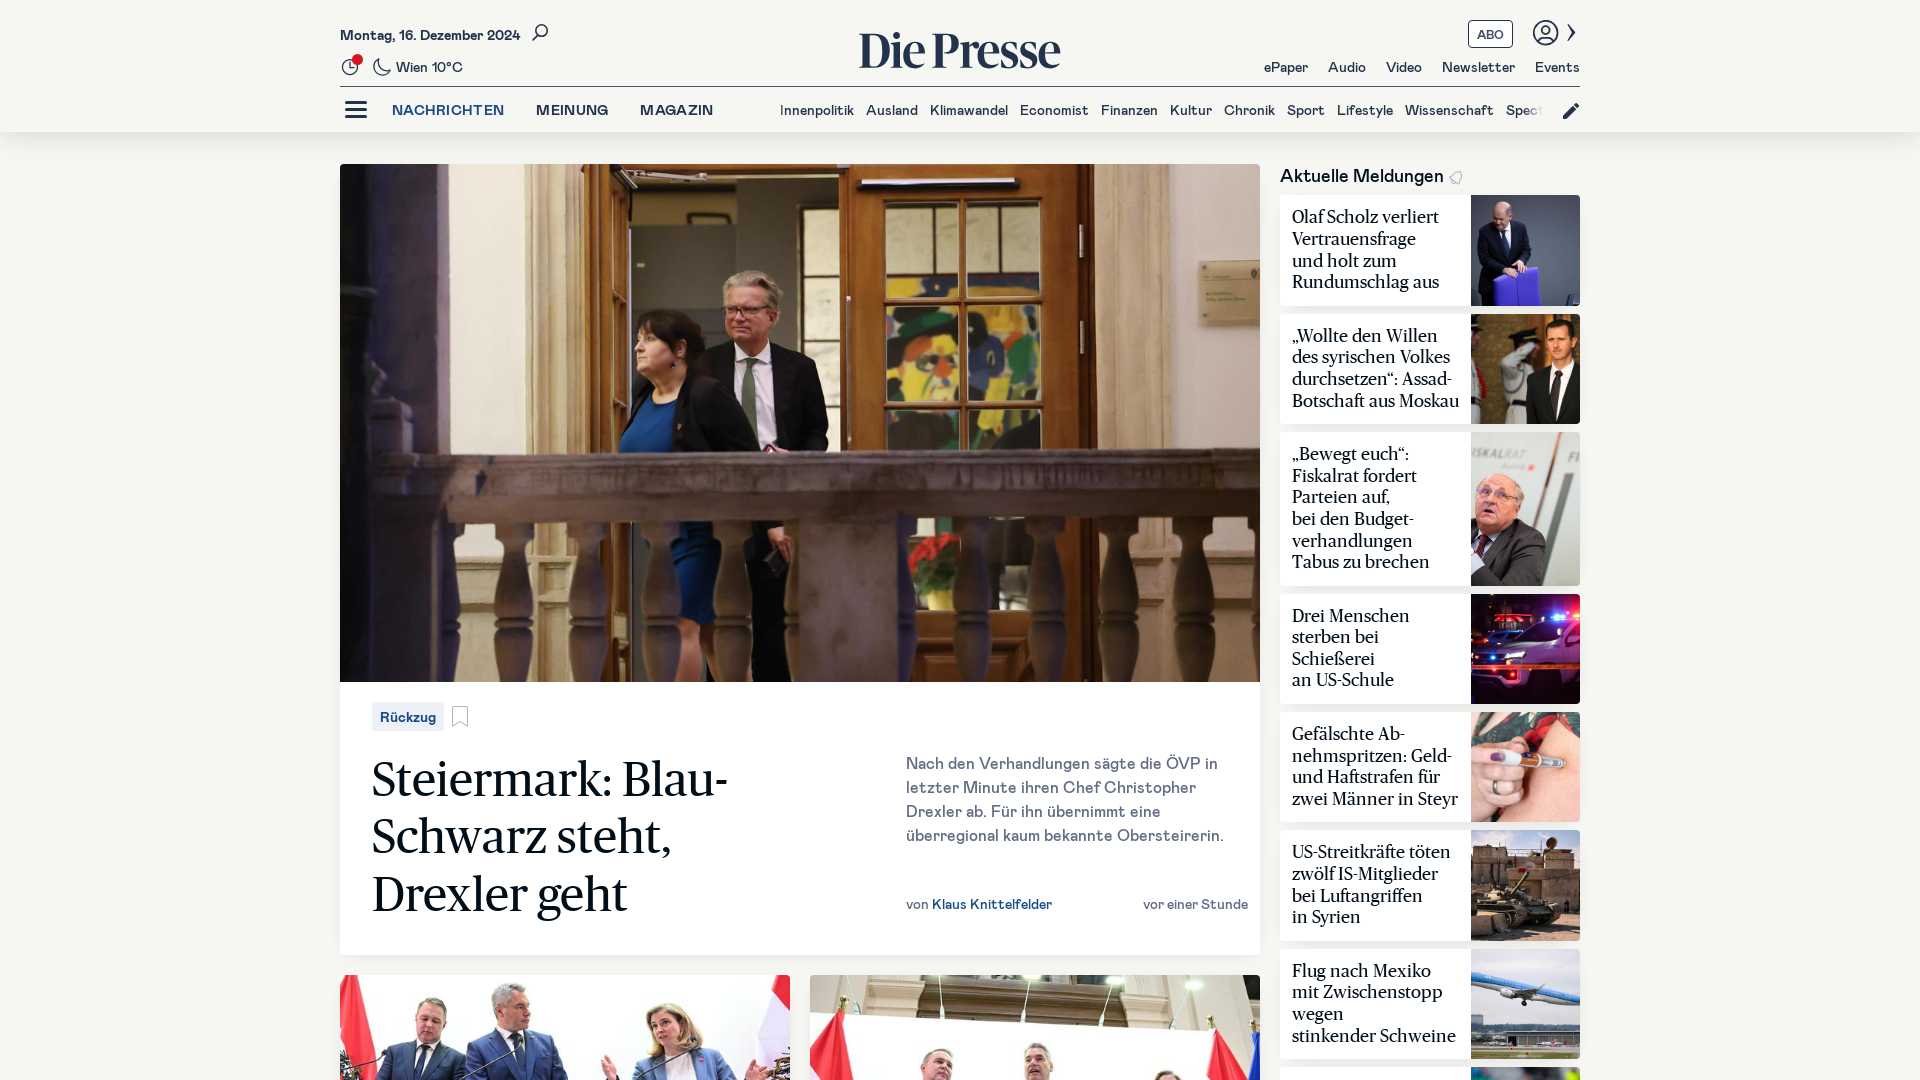 Montag, 16. Dezember 2024
Wien 10°C
Die Presse
ABO
ePaper Audio Video Newsletter Events
NACHRICHTEN MEINUNG MAGAZIN
Innenpolitik Ausland Klimawandel Economist Finanzen Kultur Chronik Sport Lifestyle Wissenschaft Spect
Rückzug
Steiermark: Blau-
Schwarz steht,
Drexler geht
Nach den Verhandlungen sägte die ÖVP in
letzter Minute ihren Chef Christopher
Drexler ab. Für ihn übernimmt eine
überregional kaum bekannte Obersteirerin.
von Klaus Knittelfelder
vor einer Stunde
Aktuelle Meldungen
Olaf Scholz verliert
Vertrauensfrage
und holt zum
Rundumschlag aus
„Wollte den Willen
des syrischen Volkes
durchsetzen“: Assad-
Botschaft aus Moskau
„Bewegt euch“:
Fiskalrat fordert
Parteien auf,
bei den Budget-
verhandlungen
Tabus zu brechen
Drei Menschen
sterben bei
Schießerei
an US-Schule
Gefälschte Ab-
nehmspritzen: Geld-
und Haftstrafen für
zwei Männer in Steyr
US-Streitkräfte töten
zwölf IS-Mitglieder
bei Luftangriffen
in Syrien
Flug nach Mexiko
mit Zwischenstopp
wegen
stinkender Schweine